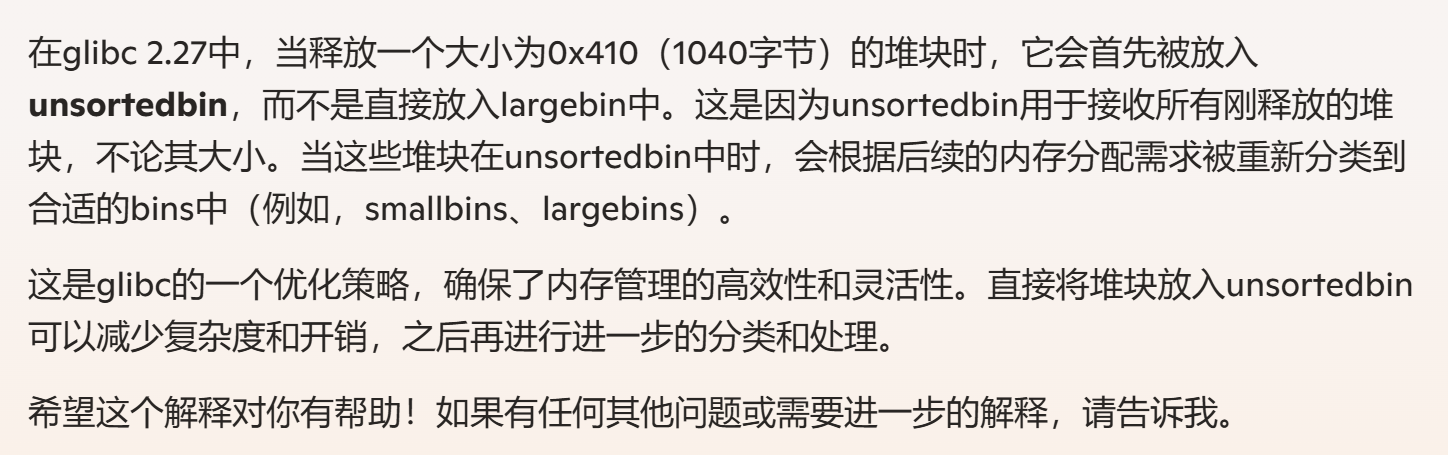 在glibc 2.27中，当释放一个大小为0x410（1040字节）的堆块时，它会首先被放入
unsortedbin，而不是直接放入largebin中。这是因为unsortedbin用于接收所有刚释放的堆
块，不论其大小。当这些堆块在unsortedbin中时，会根据后续的内存分配需求被重新分类到
合适的bins中（例如，smallbins、largebins）。
这是glibc的一个优化策略，确保了内存管理的高效性和灵活性。直接将堆块放入unsortedbin
可以减少复杂度和开销，之后再进行进一步的分类和处理。
希望这个解释对你有帮助！如果有任何其他问题或需要进一步的解释，请告诉我。